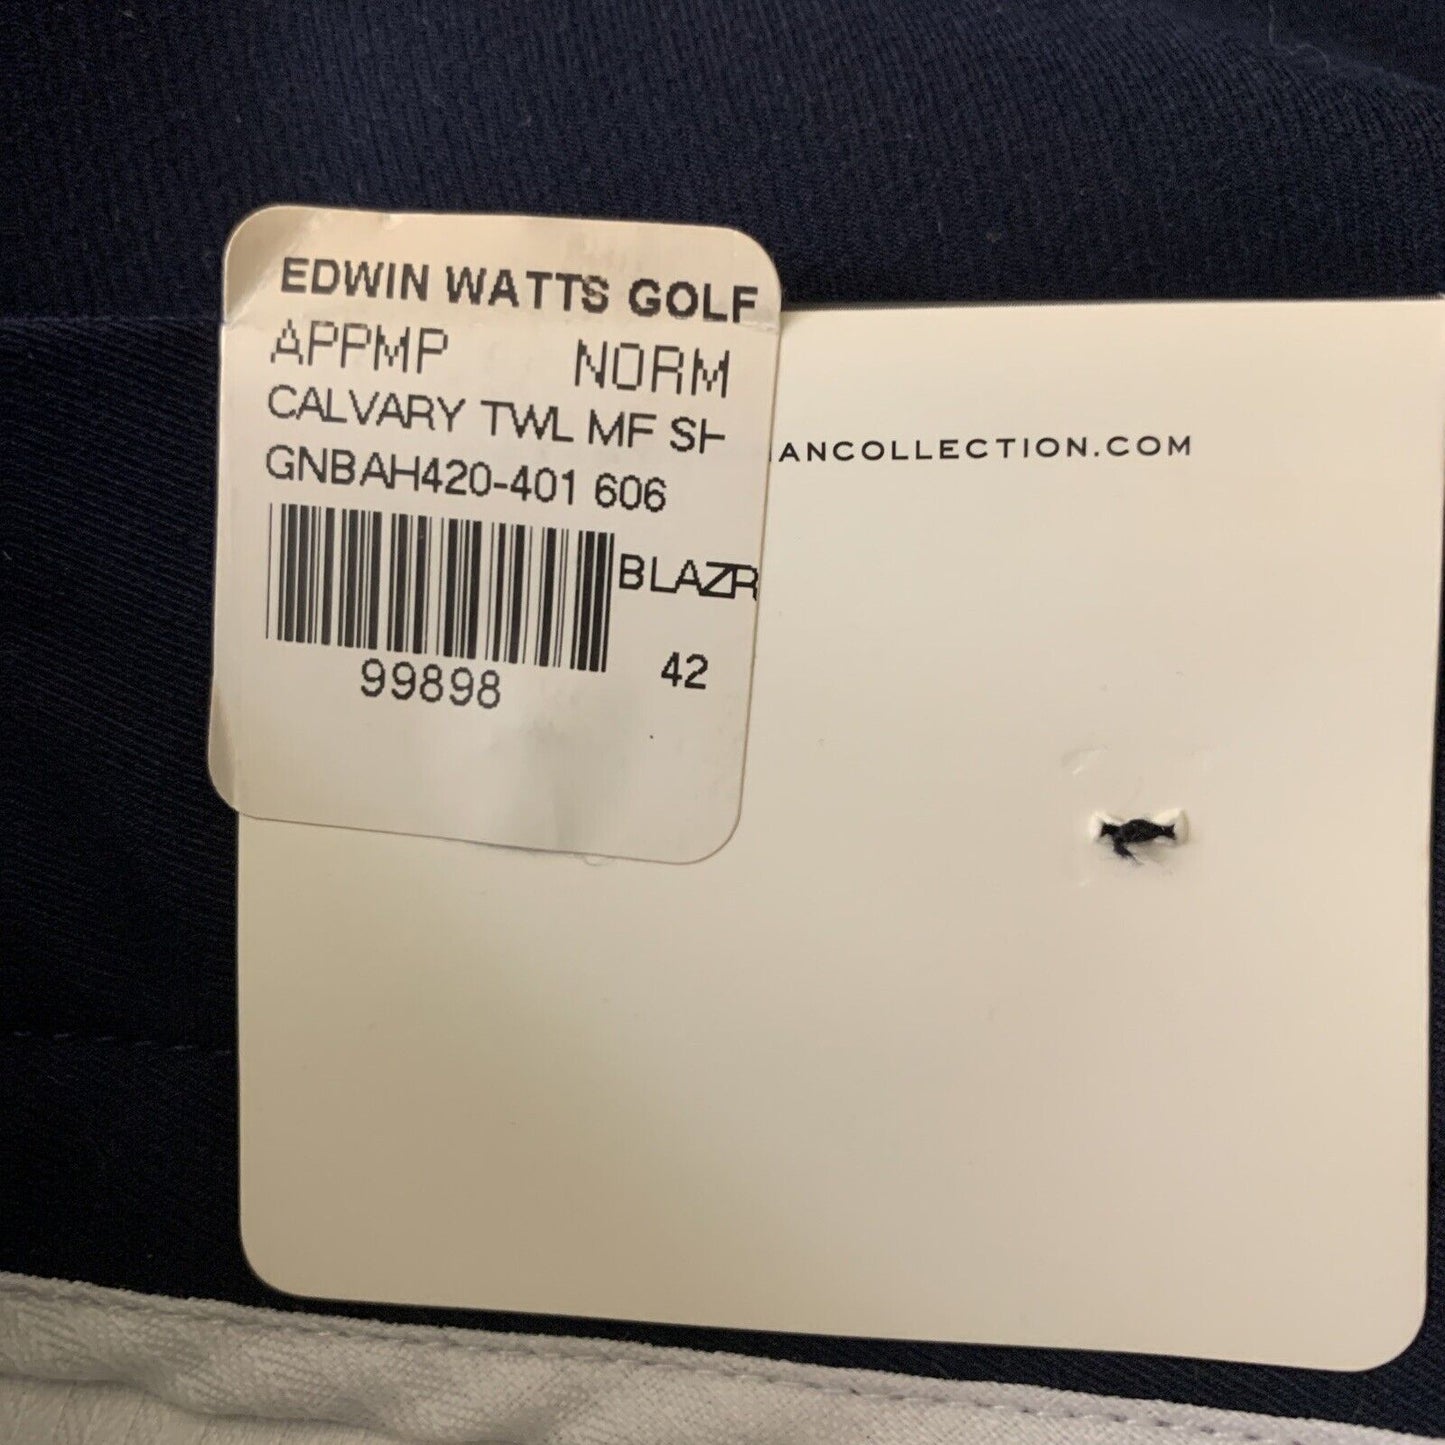 EDWIN WATTS GOLF
APPMP NORM
CALVARY TWL MF SH
GNBAH420-401 606
BLAZR
99898 42
ANCOLLECTION.COM